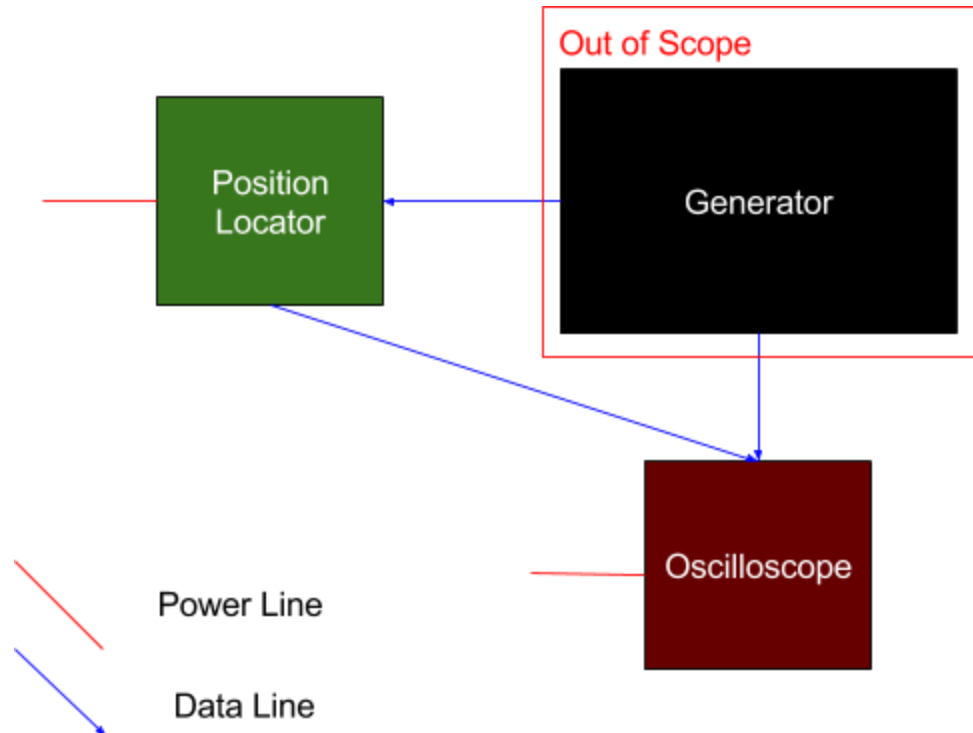 Out of Scope
Position
Locator
Generator
Oscilloscope
Power Line
Data Line